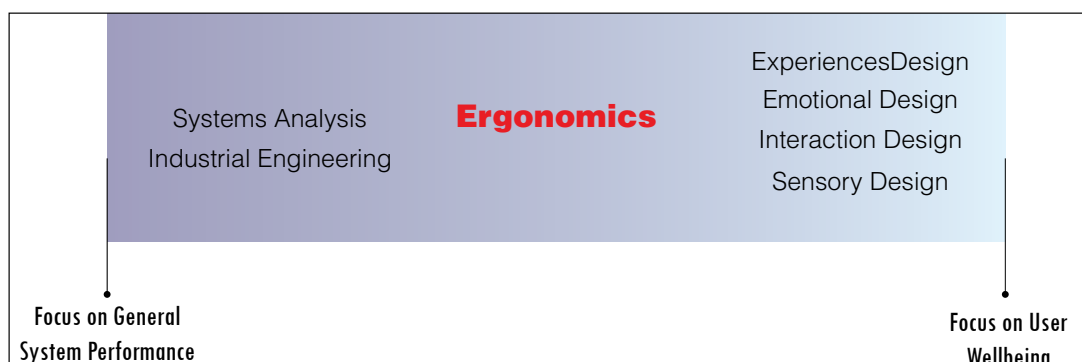 Systems Analysis
Industrial Engineering
Ergonomics
ExperiencesDesign
Emotional Design
Interaction Design
Sensory Design
Focus on General
System Performance
Focus on User
Wellbeing